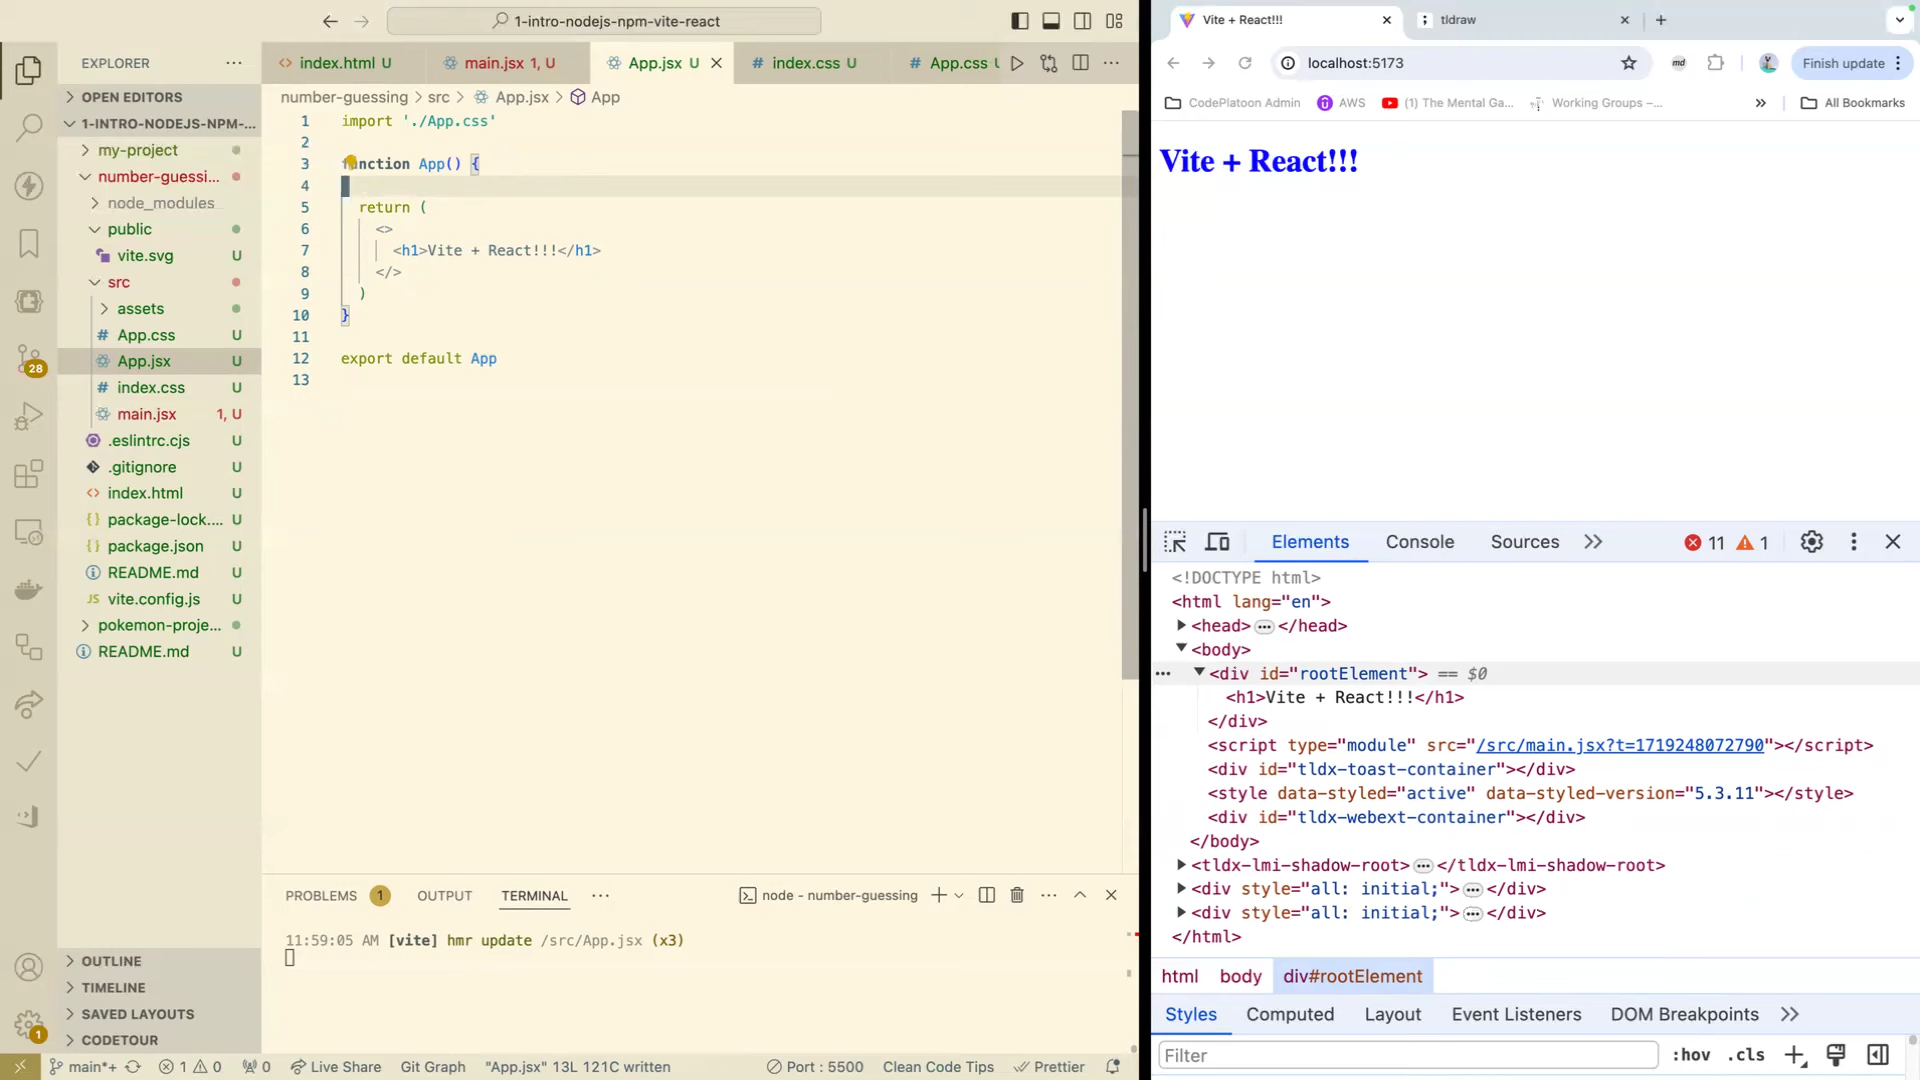 1-intro-nodejs-npm-vite-react
EXPLORER
OPEN EDITORS
1-INTRO-NODEJS-NPM-...
my-project
number-guessi...
node_modules
public
vite.svg U
src
assets
App.css U
App.jsx U
index.css U
main.jsx 1, U
.eslintrc.cjs U
.gitignore U
index.html U
package-lock.... U
package.json U
README.md U
vite.config.js U
pokemon-proje...
README.md U
OUTLINE
TIMELINE
SAVED LAYOUTS
CODETOUR
28
1
index.html U
main.jsx 1, U
App.jsx U
index.css U
App.css U
number-guessing > src > App.jsx > App
1 import './App.css'
2
3 function App() {
4
5 return (
6 <>
7 <h1>Vite + React!!!</h1>
8 </>
9 )
10 }
11
12 export default App
13
PROBLEMS 1 OUTPUT TERMINAL
node - number-guessing
11:59:05 AM [vite] hmr update /src/App.jsx (x3)
main*+ 1 0 0 Live Share Git Graph "App.jsx" 13L 121C written Port : 5500 Clean Code Tips Prettier
Vite + React!!!
tldraw
localhost:5173
Finish update
CodePlatoon Admin
AWS
(1) The Mental Ga...
Working Groups –...
All Bookmarks
Vite + React!!!
Elements Console Sources 11 1
<!DOCTYPE html>
<html lang="en">
<head> </head>
<body>
<div id="rootElement"> == $0
<h1>Vite + React!!!</h1>
</div>
<script type="module" src="/src/main.jsx?t=1719248072790"></script>
<div id="tldx-toast-container"></div>
<style data-styled="active" data-styled-version="5.3.11"></style>
<div id="tldx-webext-container"></div>
</body>
<tldx-lmi-shadow-root> </tldx-lmi-shadow-root>
<div style="all: initial;"> </div>
<div style="all: initial;"> </div>
</html>
html body div#rootElement
Styles Computed Layout Event Listeners DOM Breakpoints
Filter :hov .cls